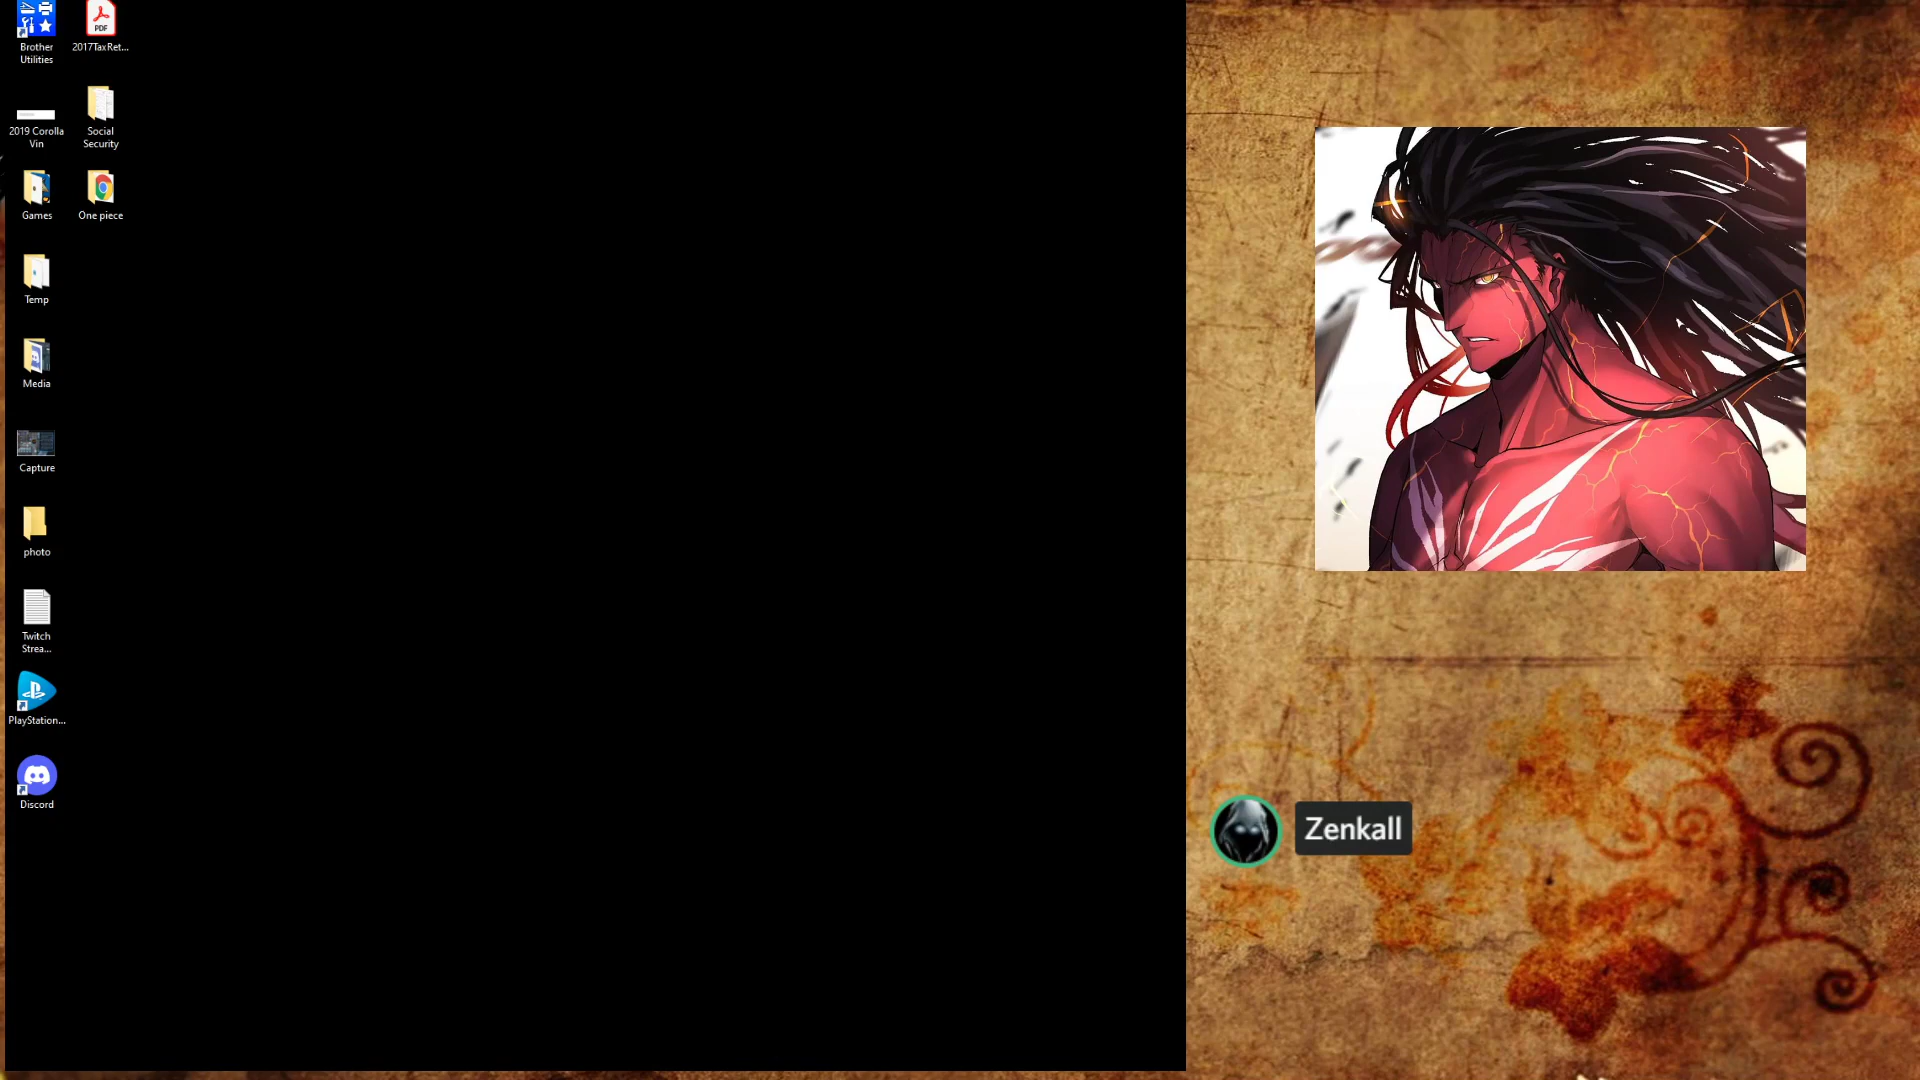 Brother
Utilities
2017TaxRet...
PDF
2019 Corolla
Vin
Social
Security
Games
One piece
Temp
Media
Capture
photo
Twitch
Strea...
PlayStation...
Discord
Zenkall